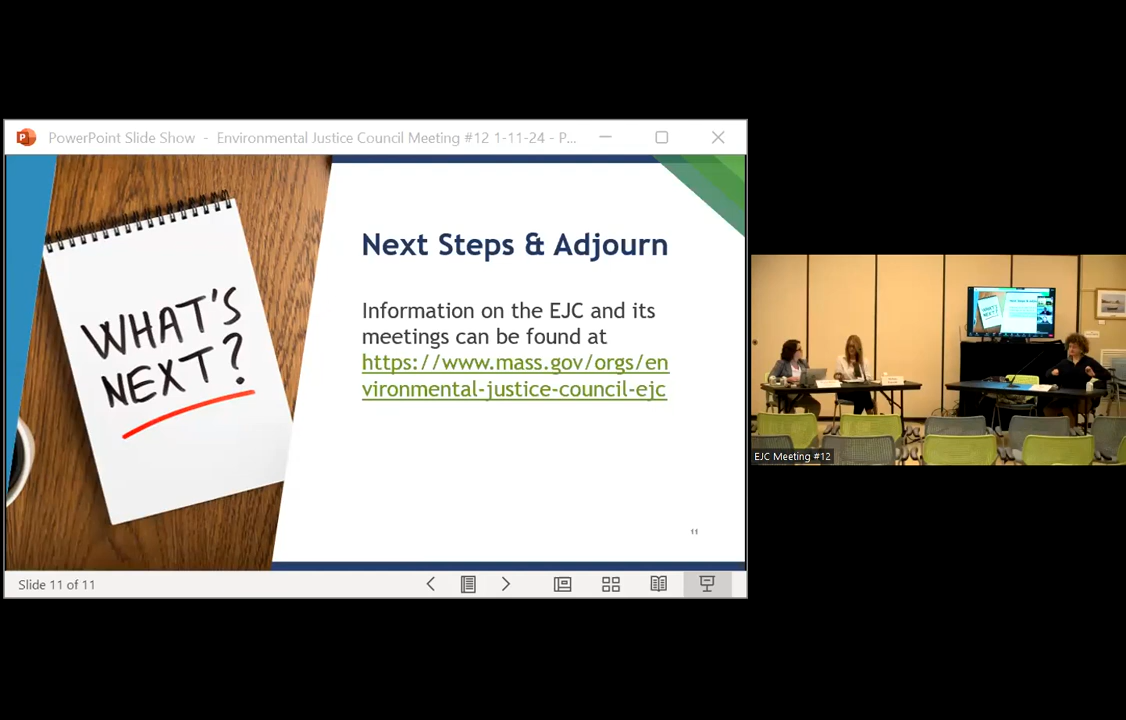 PowerPoint Slide Show - Environmental Justice Council Meeting #12 1-11-24 - P...
WHAT'S
NEXT?
Next Steps & Adjourn
Information on the EJC and its
meetings can be found at
https://www.mass.gov/orgs/en
vironmental-justice-council-ejc
11
Slide 11 of 11
EJC Meeting #12